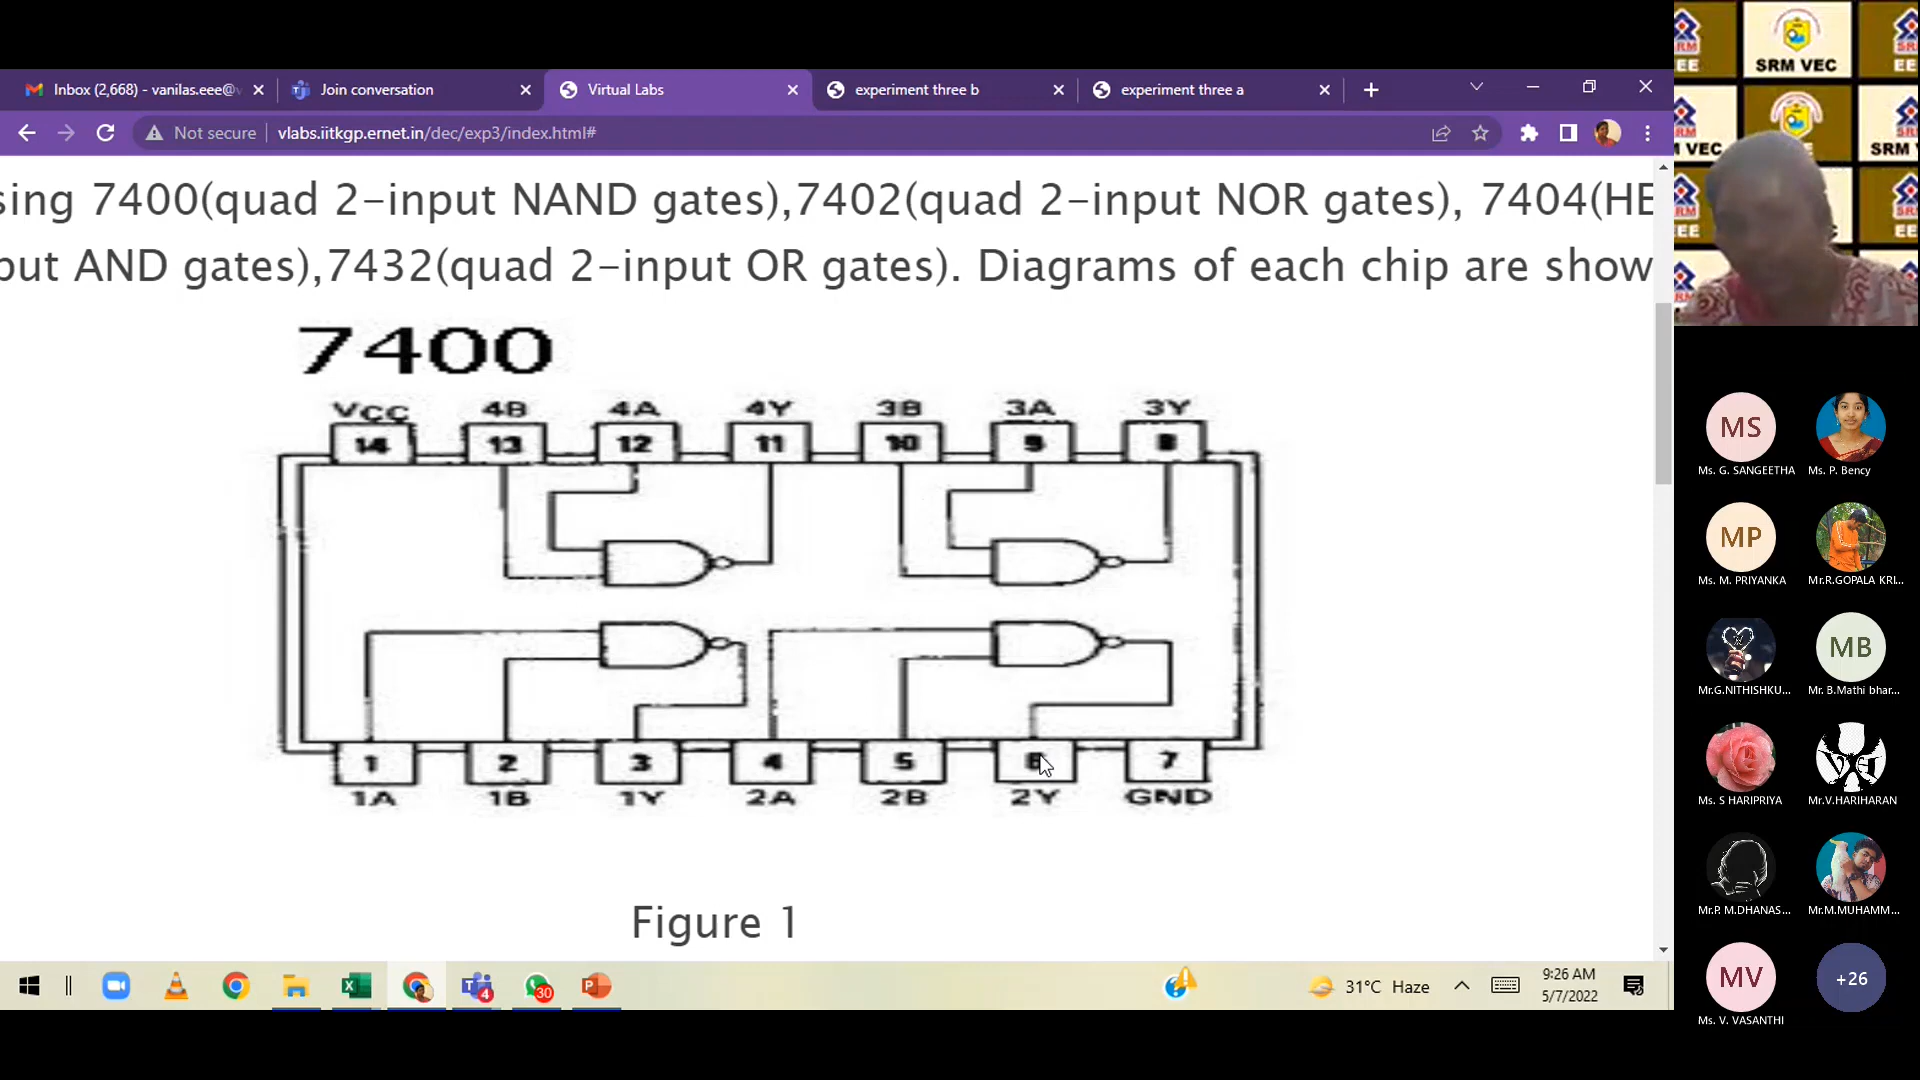 Inbox (2,668) - vanilas.eee@
Join conversation
Virtual Labs
experiment three b
experiment three a
Not secure
vlabs.iitkgp.ernet.in/dec/exp3/index.html#
sing 7400(quad 2-input NAND gates),7402(quad 2-input NOR gates), 7404(HE
put AND gates),7432(quad 2-input OR gates). Diagrams of each chip are show
7400
VCC 4B 4A 4Y 3B 3A 3Y
14 13 12 11 10 9 8
1 2 3 4 5 6 7
1A 1B 1Y 2A 2B 2Y GND
Figure 1
4
30
31°C Haze
9:26 AM
5/7/2022
SRM
EEE
SRM VEC
SRM VEC
EEE
MS
Ms. G. SANGEETHA
Ms. P. Bency
MP
Ms. M. PRIYANKA
Mr.R.GOPALA KRI...
Mr.G.NITHISHKU...
MB
Mr. B.Mathi bhar...
Ms. S HARIPRIYA
Mr.V.HARIHARAN
Mr.P. M.DHANAS...
Mr.M.MUHAMM...
MV
Ms. V. VASANTHI
+26